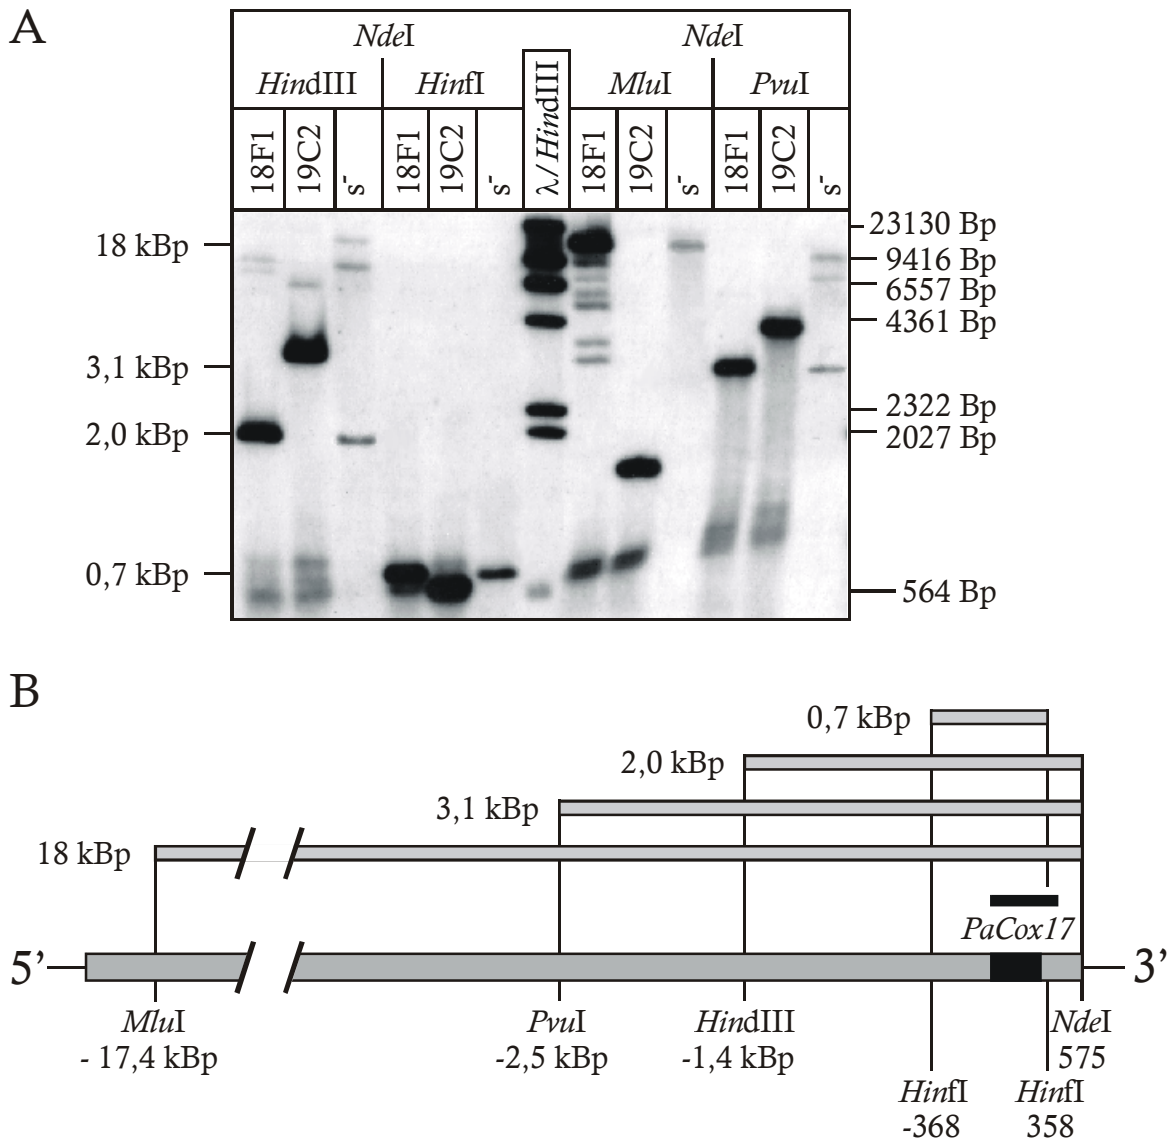 A
NdeI NdeI
HindIII HinfI λ/HindIII MluI PvuI
18F1 19C2 s- 18F1 19C2 s- 18F1 19C2 s- 18F1 19C2 s-
18 kBp
3,1 kBp
2,0 kBp
0,7 kBp
23130 Bp
9416 Bp
6557 Bp
4361 Bp
2322 Bp
2027 Bp
564 Bp
B
0,7 kBp
2,0 kBp
3,1 kBp
18 kBp
PaCox17
5’ 3’
MluI PvuI HindIII NdeI
- 17,4 kBp -2,5 kBp -1,4 kBp 575
HinfI HinfI
-368 358